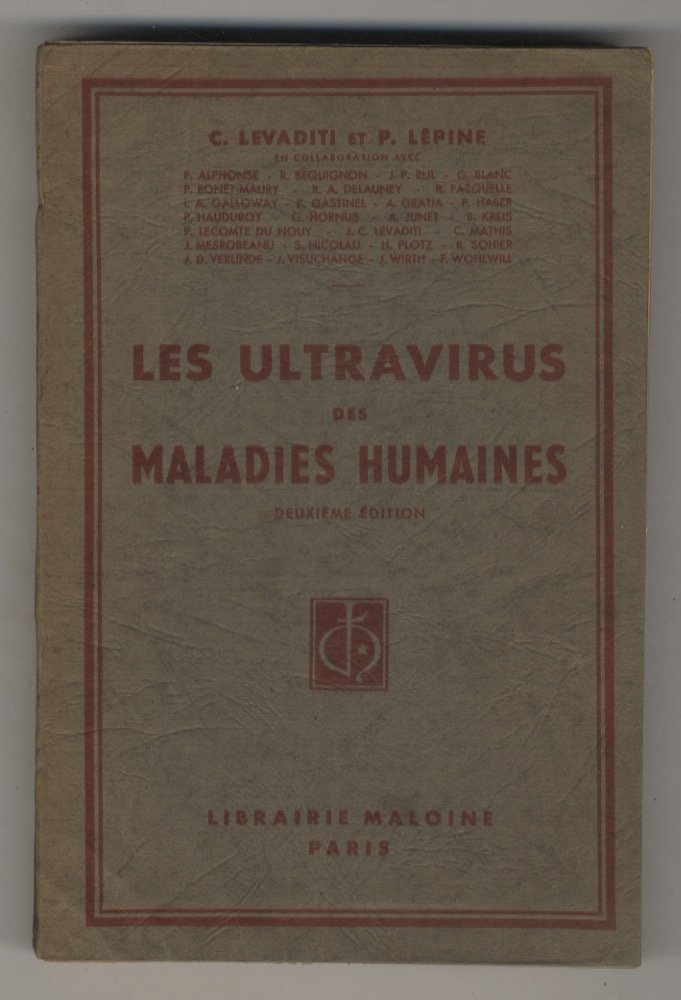 C. LEVADITI ET P. LÉPINE
EN COLLABORATION AVEC
P. ALPHONSE - R. BEQUIGNON - J. P. BIJL - G. BLANC
P. BONET-MAURY - R. A. DELAUNEY - R. FASQUELLE
I. A. GALLOWAY - R. GASTINEL - A. GRATIA - P. HABER
P. HAUDUROY - G. HORNUS - A. JUNET - B. KREIS
P. LECOMTE DU NOUY - J. C. LEVADITI - C. MATHIS
J. MESROBEANU - S. NICOLAU - H. PLOTZ - R. SOHIER
J. D. VERLINDE - J. VIEUCHANGE - J. WIRTH - F. WOHLWILL
LES ULTRAVIRUS
DES
MALADIES HUMAINES
DEUXIÈME ÉDITION
LIBRAIRIE MALOINE
PARIS